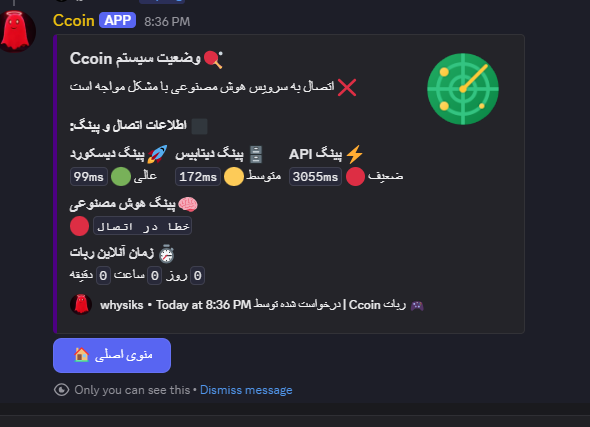 Ccoin APP 8:36 PM
🏓 وضعیت سیستم Ccoin
❌ اتصال به سرویس هوش مصنوعی با مشکل مواجه است
اطلاعات اتصال و پینگ:
🚀 پینگ دیسکورد
99ms 🟢 عالی
🗄️ پینگ دیتابیس
172ms 🟡 متوسط
⚡ پینگ API
3055ms 🔴 ضعیف
🧠 پینگ هوش مصنوعی
🔴 خطا در اتصال
⏱️ زمان آنلاین ربات
0 روز 0 ساعت 0 دقیقه
whysiks • Today at 8:36 PM درخواست شده توسط | Ccoin ربات 🎮
منوی اصلی 🏠
Only you can see this • Dismiss message